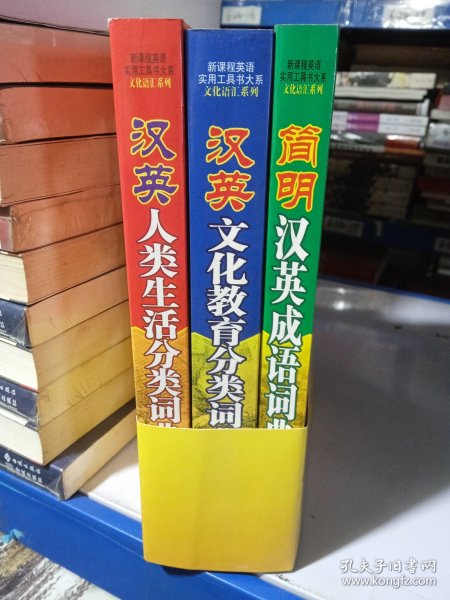 新课程英语
实用工具书大系
文化语汇系列
汉英
人类生活分类词典
新课程英语
实用工具书大系
文化语汇系列
汉英
文化教育分类词
新课程英语
实用工具书大系
文化语汇系列
简明
汉英成语词典
孔夫子旧书网
www.kongfz.com